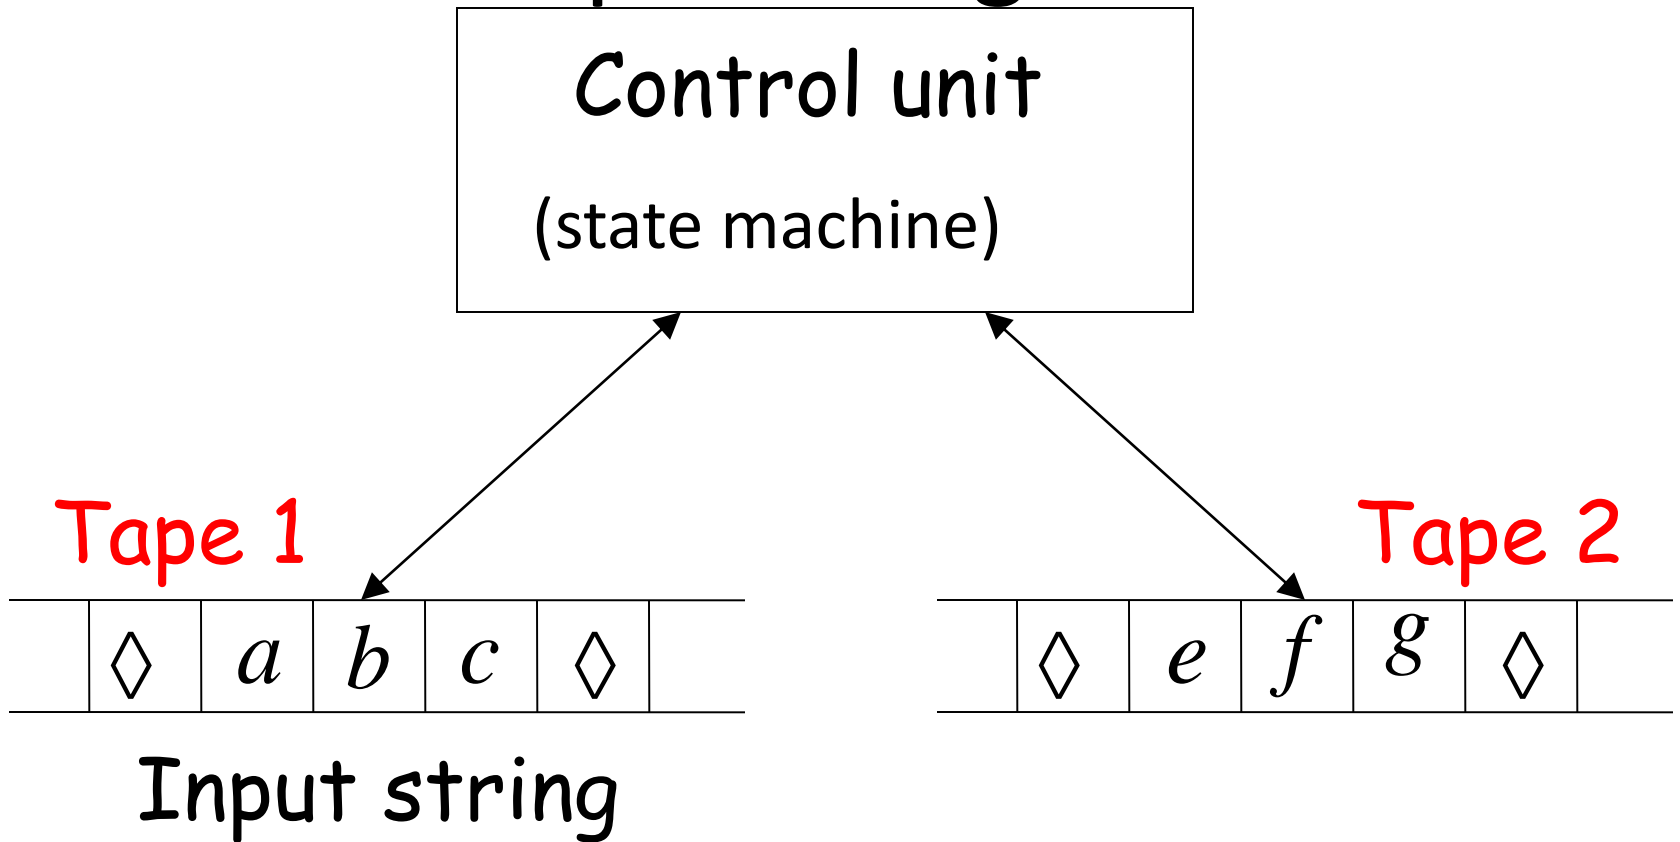 Control unit
(state machine)
Tape 1
Tape 2
◊ a b c ◊
◊ e f g ◊
Input string